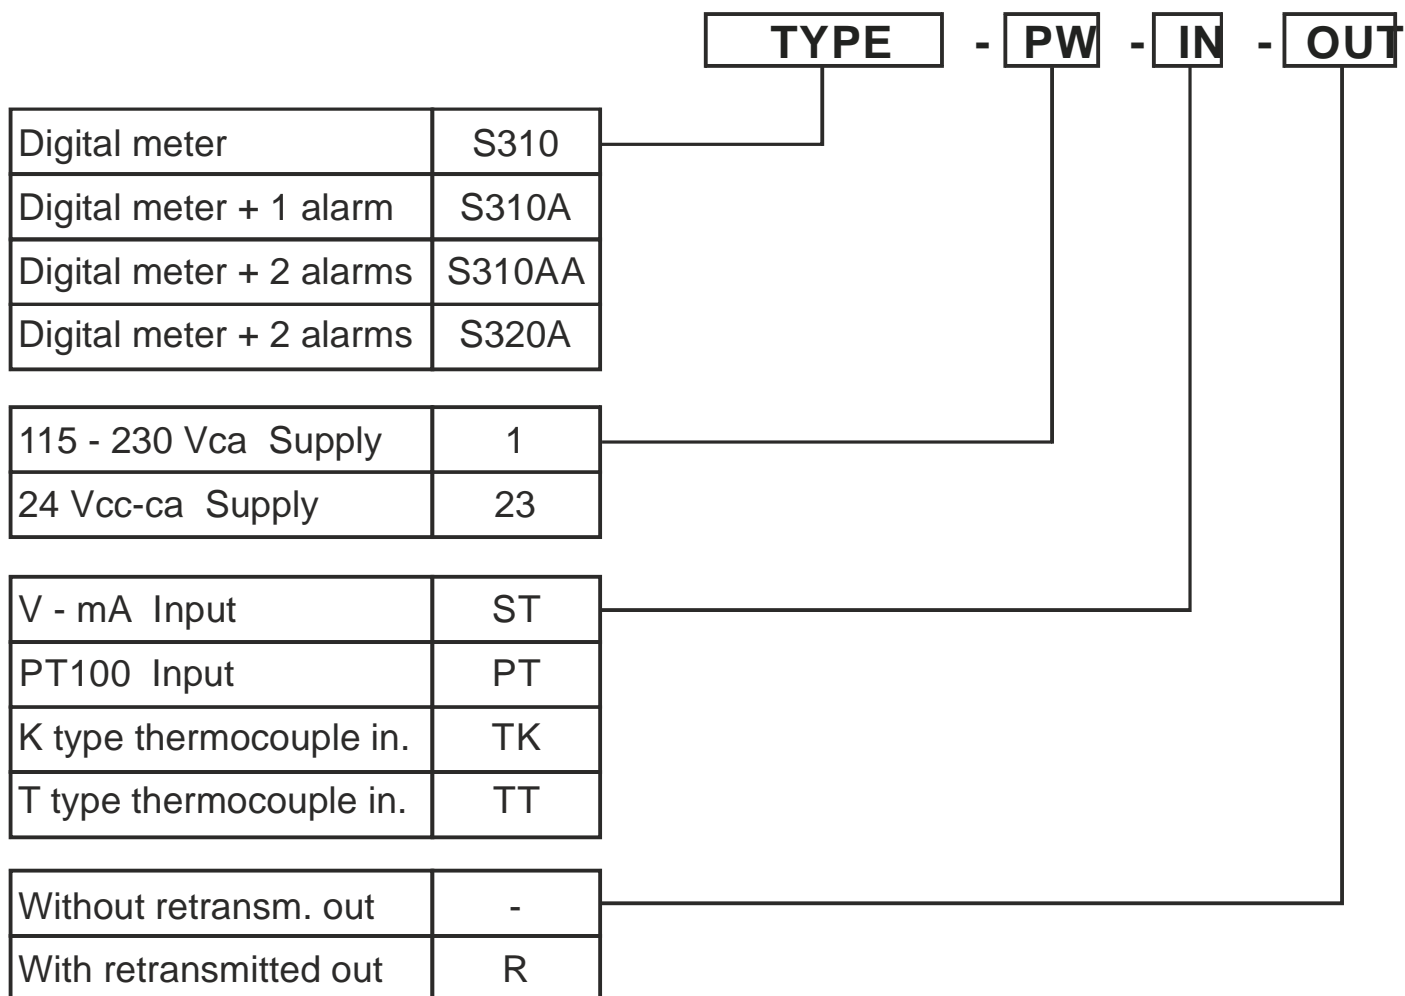 TYPE - PW - IN - OUT
Digital meter S310
Digital meter + 1 alarm S310A
Digital meter + 2 alarms S310AA
Digital meter + 2 alarms S320A
115 - 230 Vca Supply 1
24 Vcc-ca Supply 23
V - mA Input ST
PT100 Input PT
K type thermocouple in. TK
T type thermocouple in. TT
Without retransm. out -
With retransmitted out R